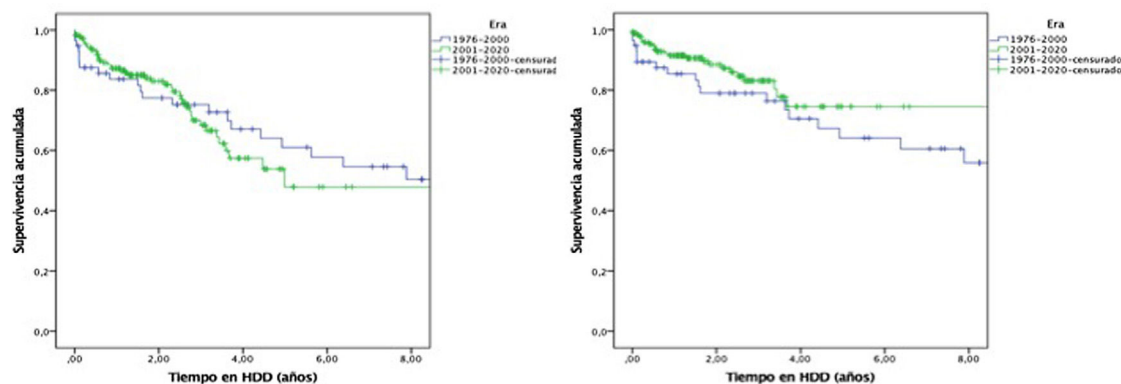 Era
1976-2000
2001-2020
1976-2000-censurad
2001-2020-censurad
1,0
0,8
0,6
0,4
0,2
0,0
Supervivencia acumulada
,00
2,00
4,00
6,00
8,00
Tiempo en HDD (años)
Era
1976-2000
2001-2020
1976-2000-censurado
2001-2020-censurado
1,0
0,8
0,6
0,4
0,2
0,0
Supervivencia acumulada
,00
2,00
4,00
6,00
8,00
Tiempo en HDD (años)